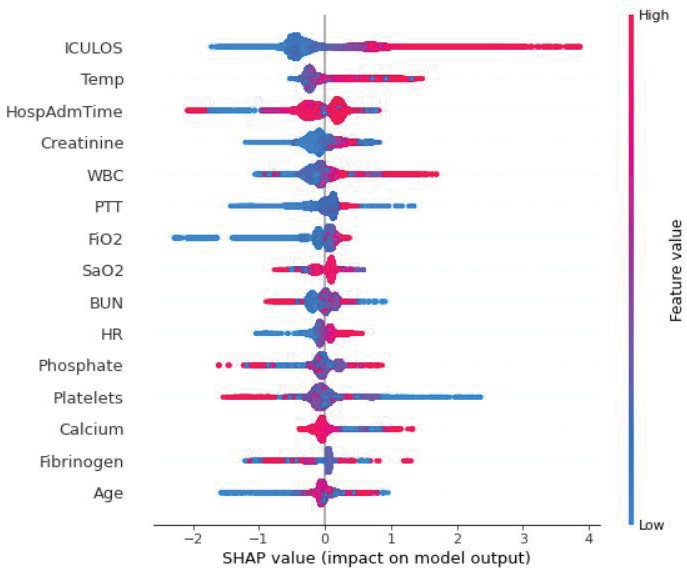 High
ICULOS
Temp
HospAdmTime
Creatinine
WBC
PTT
FiO2
SaO2
BUN
HR
Phosphate
Platelets
Calcium
Fibrinogen
Age
Feature value
Low
−2 −1 0 1 2 3 4
SHAP value (impact on model output)